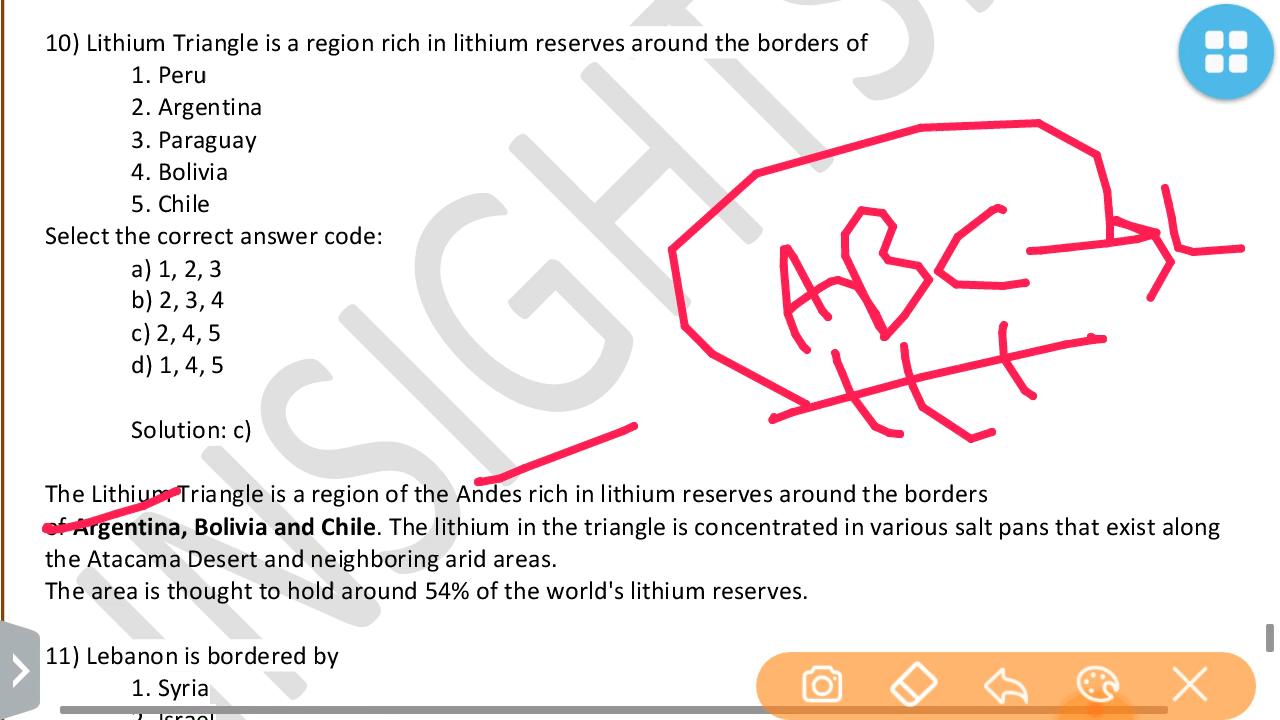 10) Lithium Triangle is a region rich in lithium reserves around the borders of
1. Peru
2. Argentina
3. Paraguay
4. Bolivia
5. Chile
Select the correct answer code:
a) 1, 2, 3
b) 2, 3, 4
c) 2, 4, 5
d) 1, 4, 5
ABC
L
Solution: c)
The Lithium Triangle is a region of the Andes rich in lithium reserves around the borders
of Argentina, Bolivia and Chile. The lithium in the triangle is concentrated in various salt pans that exist along
the Atacama Desert and neighboring arid areas.
The area is thought to hold around 54% of the world's lithium reserves.
11) Lebanon is bordered by
1. Syria
2. Israel
INSIGHTS